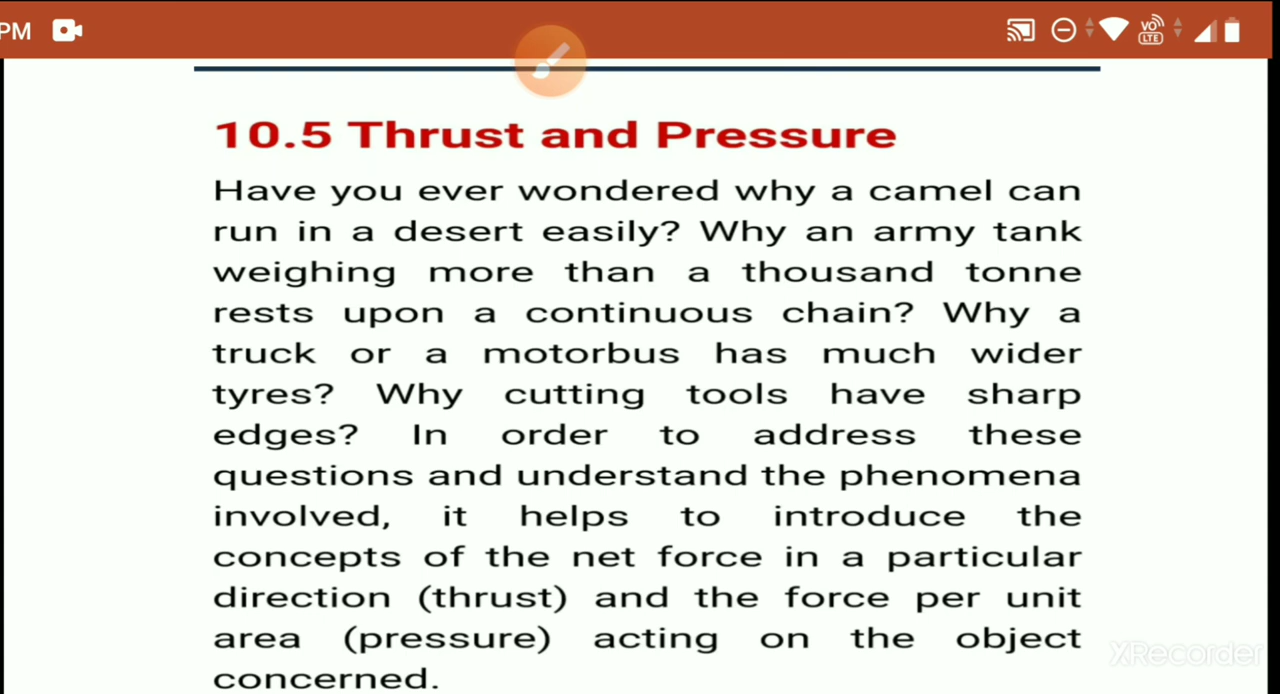 PM
VO LTE
10.5 Thrust and Pressure
Have you ever wondered why a camel can
run in a desert easily? Why an army tank
weighing more than a thousand tonne
rests upon a continuous chain? Why a
truck or a motorbus has much wider
tyres? Why cutting tools have sharp
edges? In order to address these
questions and understand the phenomena
involved, it helps to introduce the
concepts of the net force in a particular
direction (thrust) and the force per unit
area (pressure) acting on the object
concerned.
XRecorder